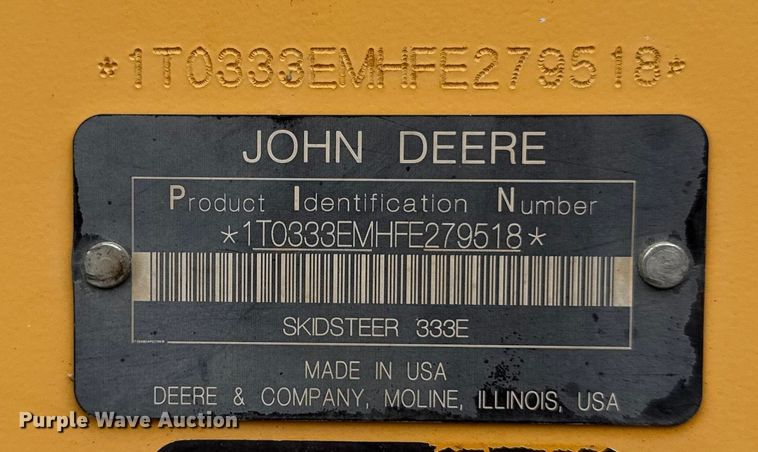 *1T0333EMHFE279518*
JOHN DEERE
Product Identification Number
*1T0333EMHFE279518*
SKIDSTEER 333E
MADE IN USA
DEERE & COMPANY, MOLINE, ILLINOIS, USA
Purple Wave Auction